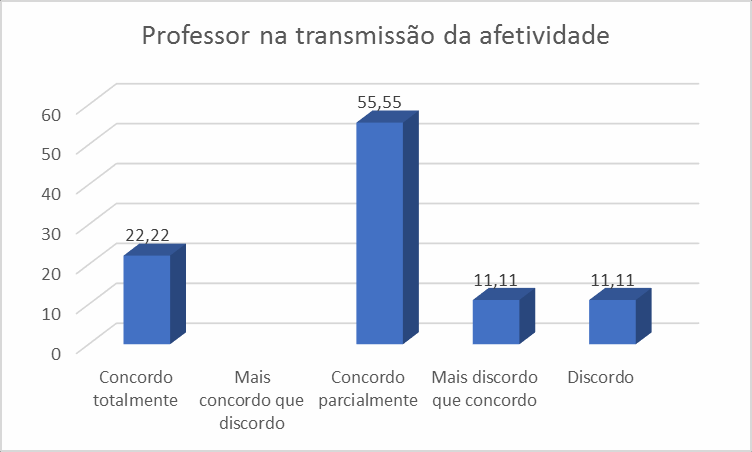 Professor na transmissão da afetividade
60
50
40
30
20
10
0
22,22
55,55
11,11
11,11
Concordo
totalmente
Mais
concordo que
discordo
Concordo
parcialmente
Mais discordo
que concordo
Discordo